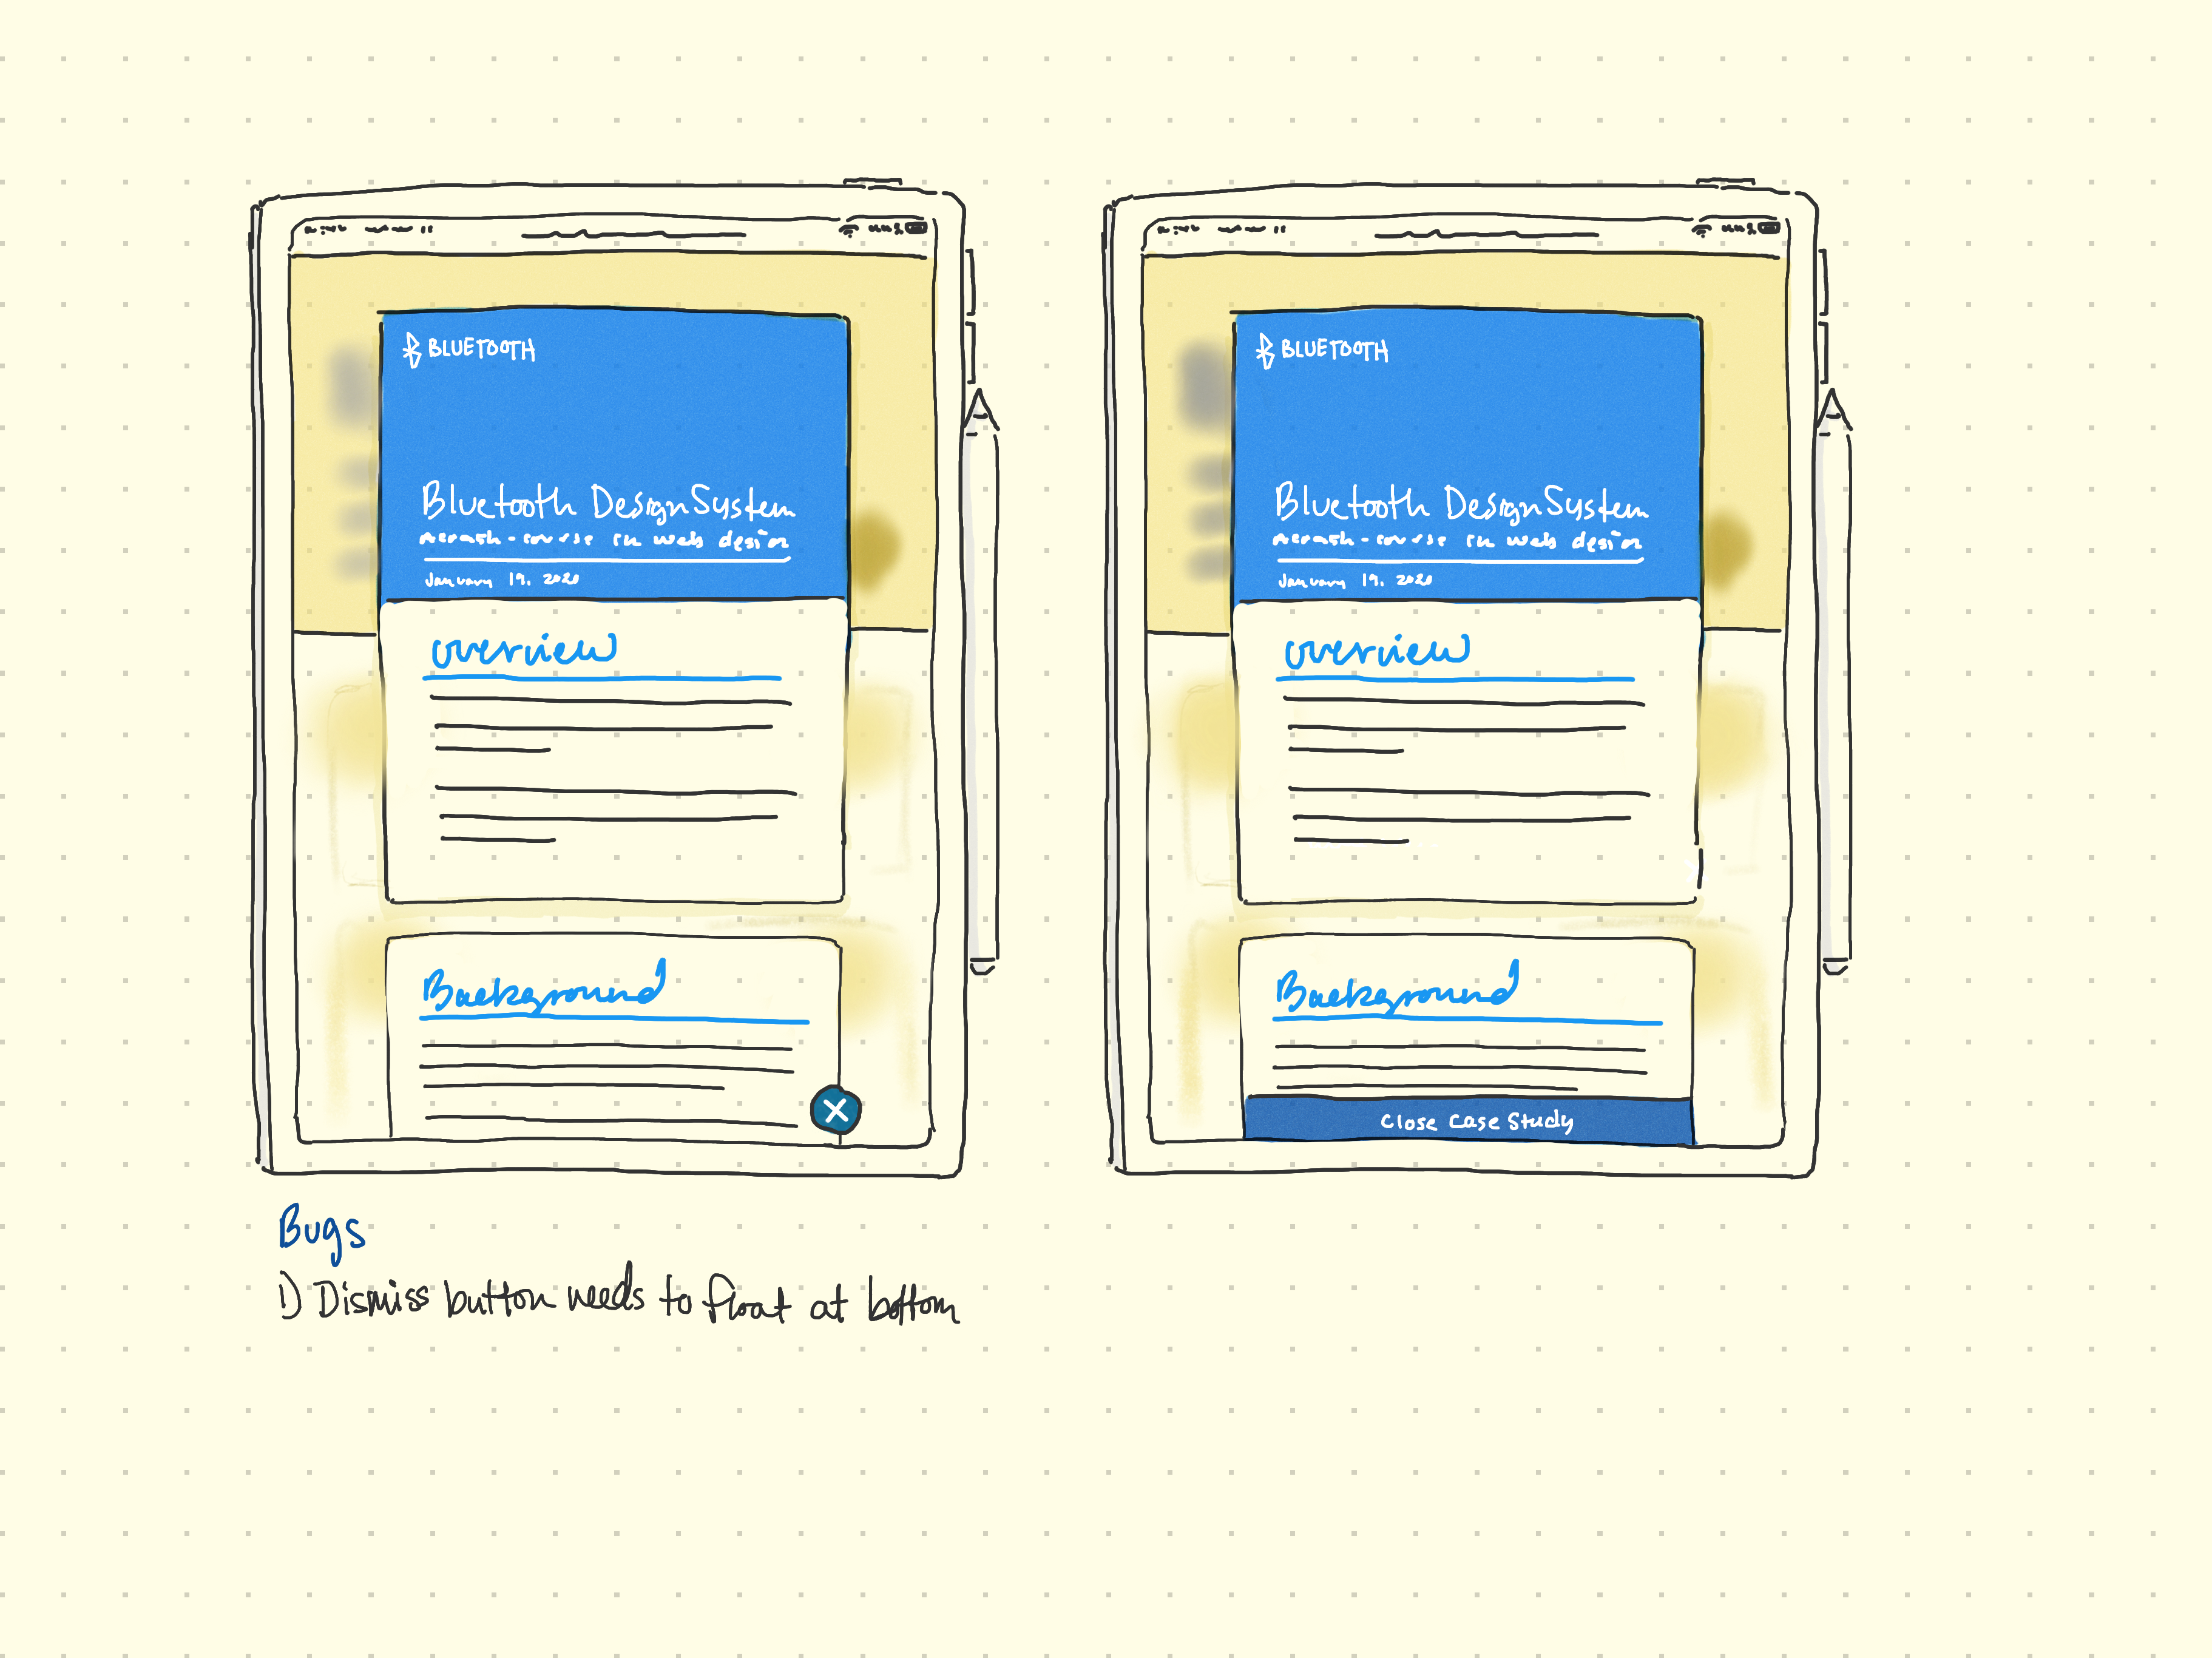 BLUETOOTH
Bluetooth Design System
a crash-course in web design
January 19, 2020
overview
Background
BLUETOOTH
Bluetooth Design System
a crash-course in web design
January 19, 2020
overview
Background
Close Case Study
Bugs
1) Dismiss button needs to float at bottom